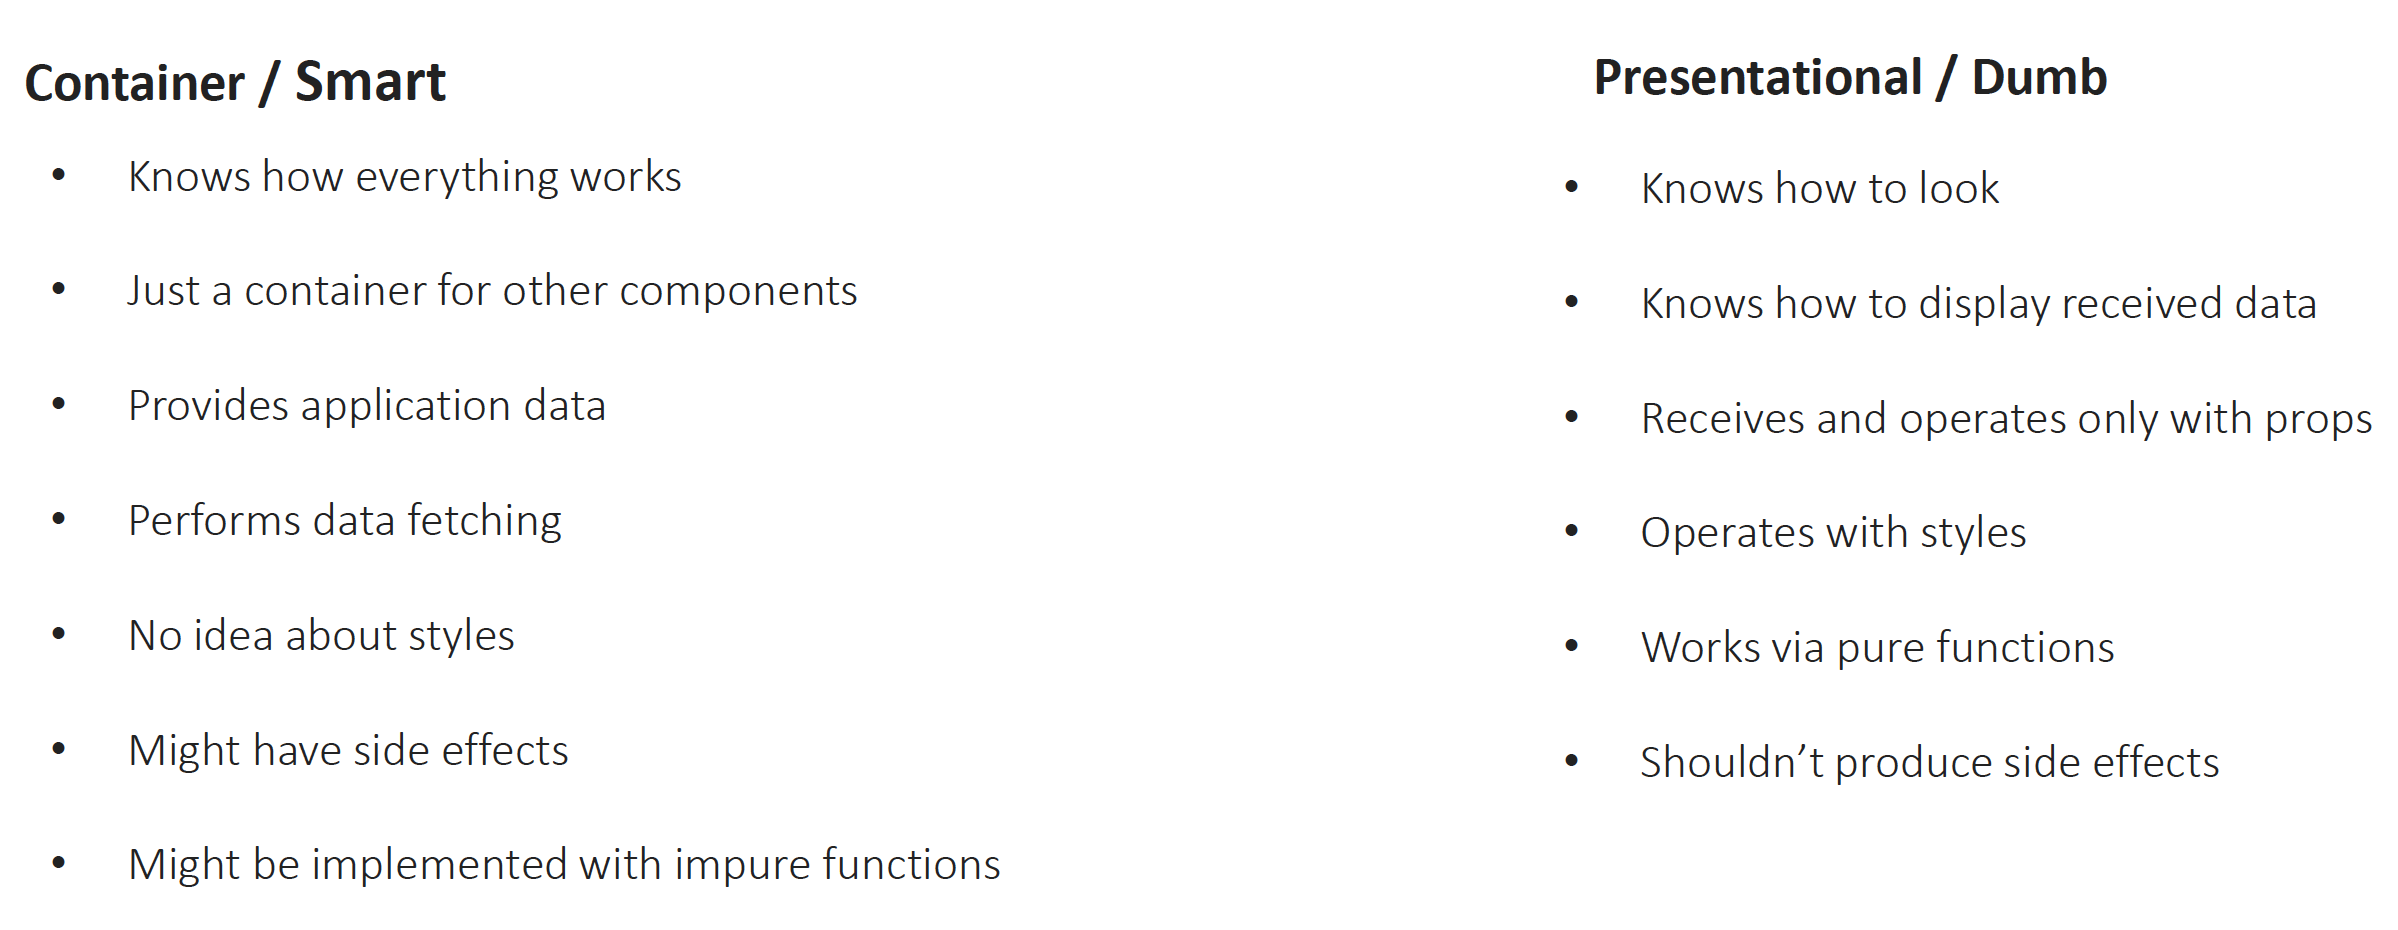 Container / Smart
• Knows how everything works
• Just a container for other components
• Provides application data
• Performs data fetching
• No idea about styles
• Might have side effects
• Might be implemented with impure functions
Presentational / Dumb
• Knows how to look
• Knows how to display received data
• Receives and operates only with props
• Operates with styles
• Works via pure functions
• Shouldn’t produce side effects